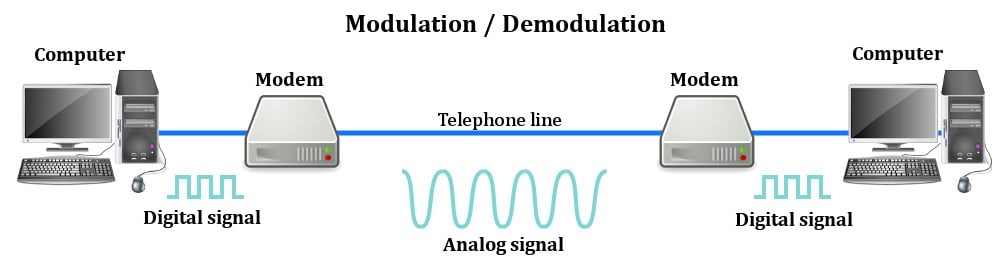 Modulation / Demodulation
Computer
Computer
Modem
Modem
Telephone line
Digital signal
Digital signal
Analog signal